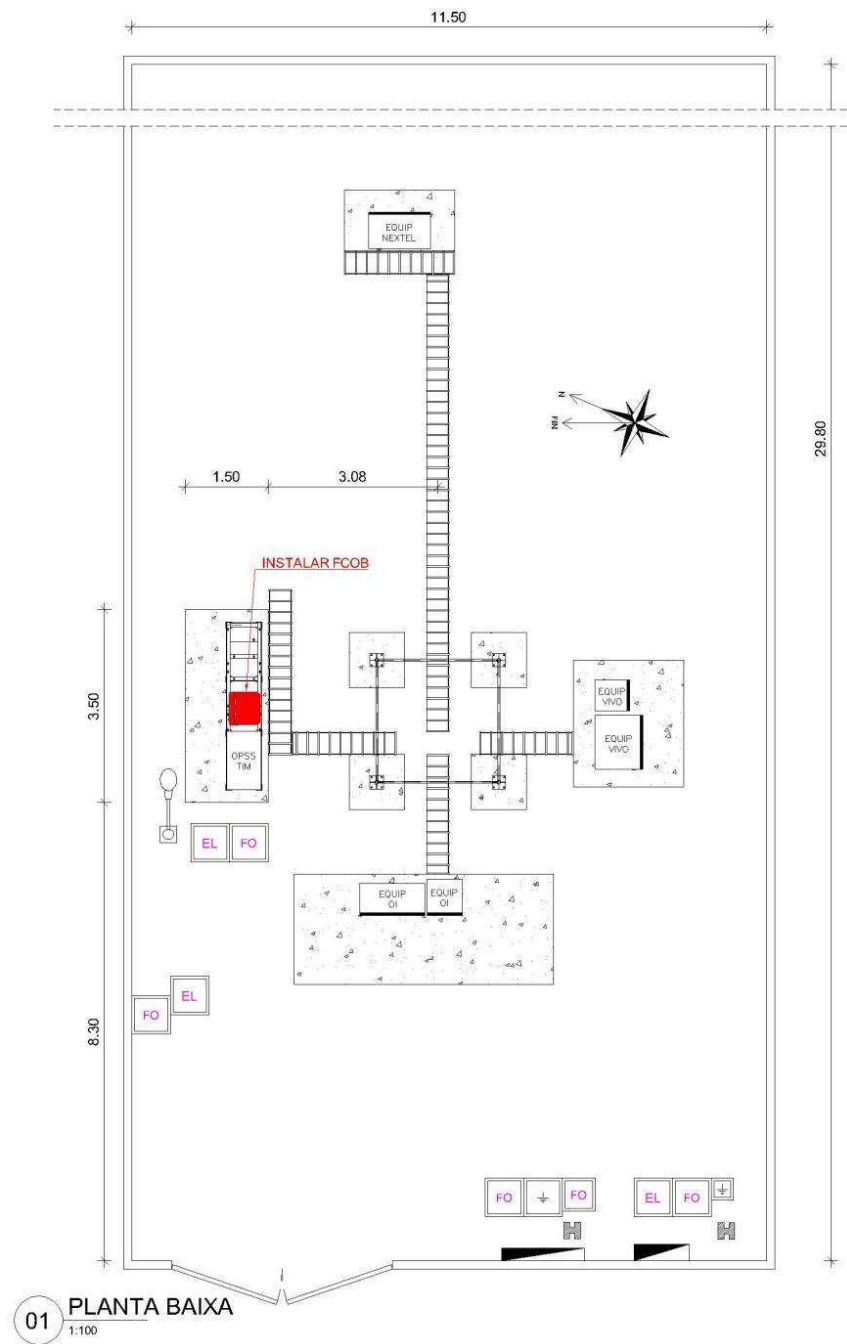 11.50
EQUIP
NEXTEL
N
NM
29.80
1.50
3.08
INSTALAR FCOB
3.50
OPSS
TIM
EQUIP
VIVO
EQUIP
VIVO
EL
FO
EQUIP
OI
EQUIP
OI
EL
FO
8.30
FO
FO
EL
FO
01
PLANTA BAIXA
1:100